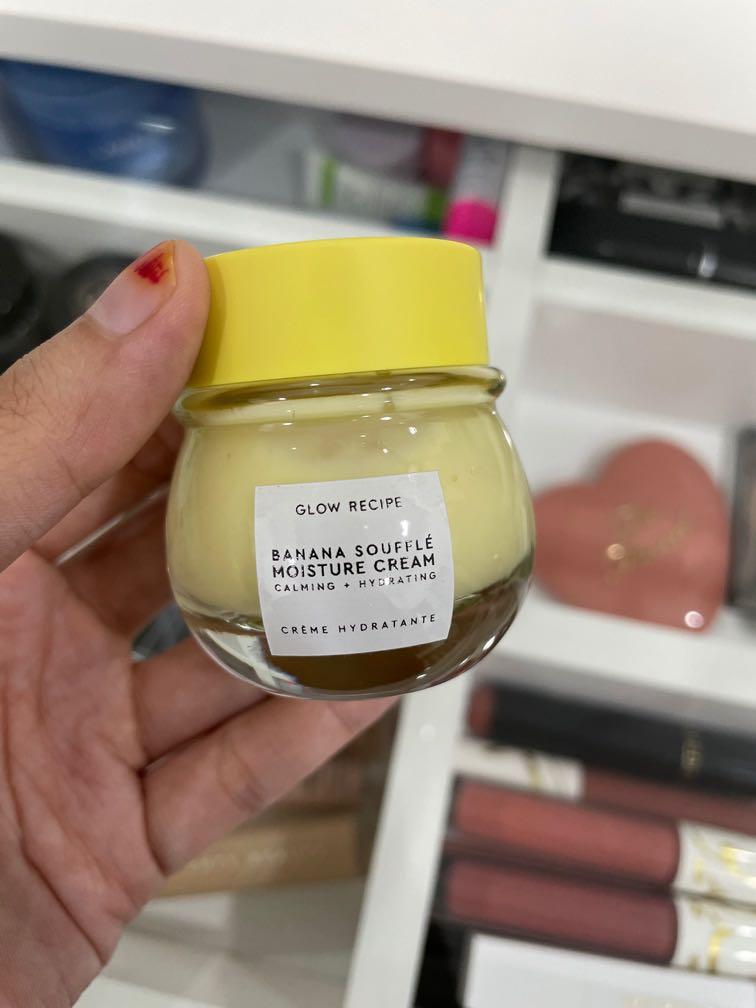 GLOW RECIPE
BANANA SOUFFLÉ
MOISTURE CREAM
CALMING + HYDRATING
CRÈME HYDRATANTE